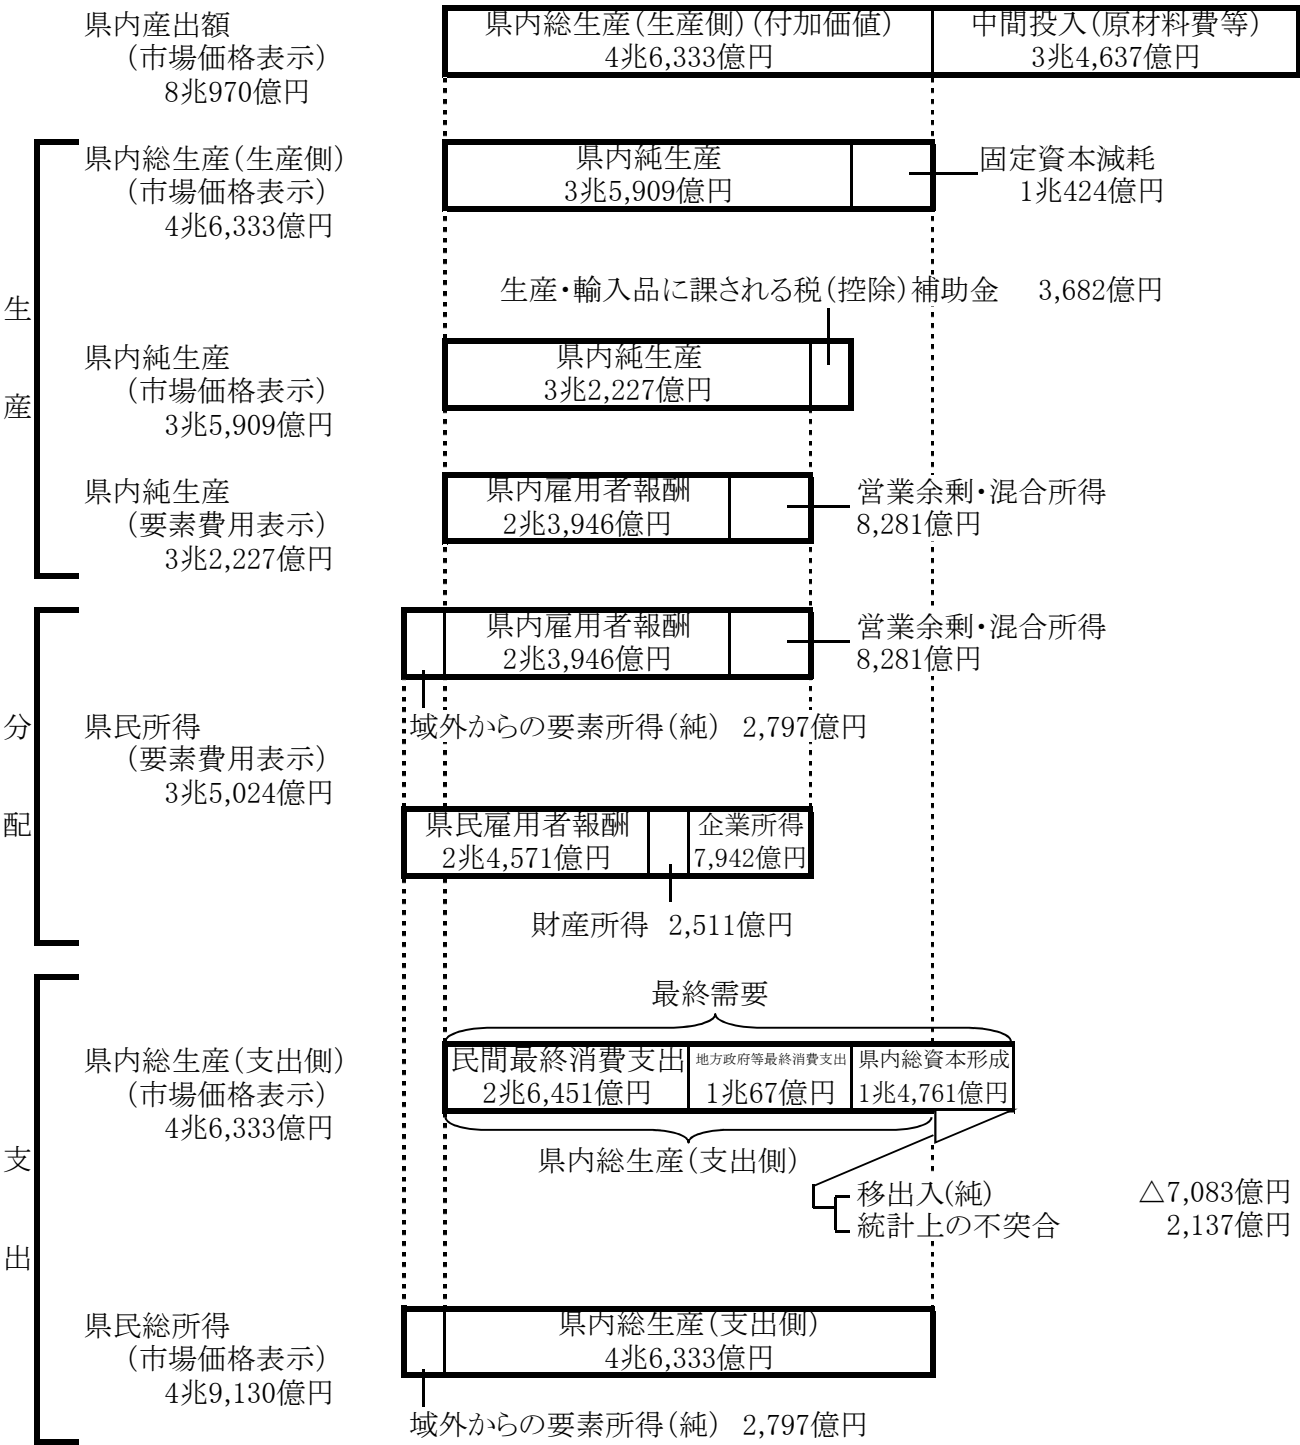 県内産出額
(市場価格表示)
8兆970億円
県内総生産(生産側)(付加価値)
4兆6,333億円
中間投入(原材料費等)
3兆4,637億円
生産
県内総生産(生産側)
(市場価格表示)
4兆6,333億円
県内純生産
3兆5,909億円
固定資本減耗
1兆424億円
生産・輸入品に課される税(控除)補助金 3,682億円
県内純生産
(市場価格表示)
3兆5,909億円
県内純生産
3兆2,227億円
県内純生産
(要素費用表示)
3兆2,227億円
県内雇用者報酬
2兆3,946億円
営業余剰・混合所得
8,281億円
分配
県内雇用者報酬
2兆3,946億円
営業余剰・混合所得
8,281億円
域外からの要素所得(純) 2,797億円
県民所得
(要素費用表示)
3兆5,024億円
県民雇用者報酬
2兆4,571億円
企業所得
7,942億円
財産所得 2,511億円
支出
最終需要
県内総生産(支出側)
(市場価格表示)
4兆6,333億円
民間最終消費支出
2兆6,451億円
地方政府等最終消費支出
1兆67億円
県内総資本形成
1兆4,761億円
県内総生産(支出側)
移出入(純) △7,083億円
統計上の不突合 2,137億円
県民総所得
(市場価格表示)
4兆9,130億円
県内総生産(支出側)
4兆6,333億円
域外からの要素所得(純) 2,797億円